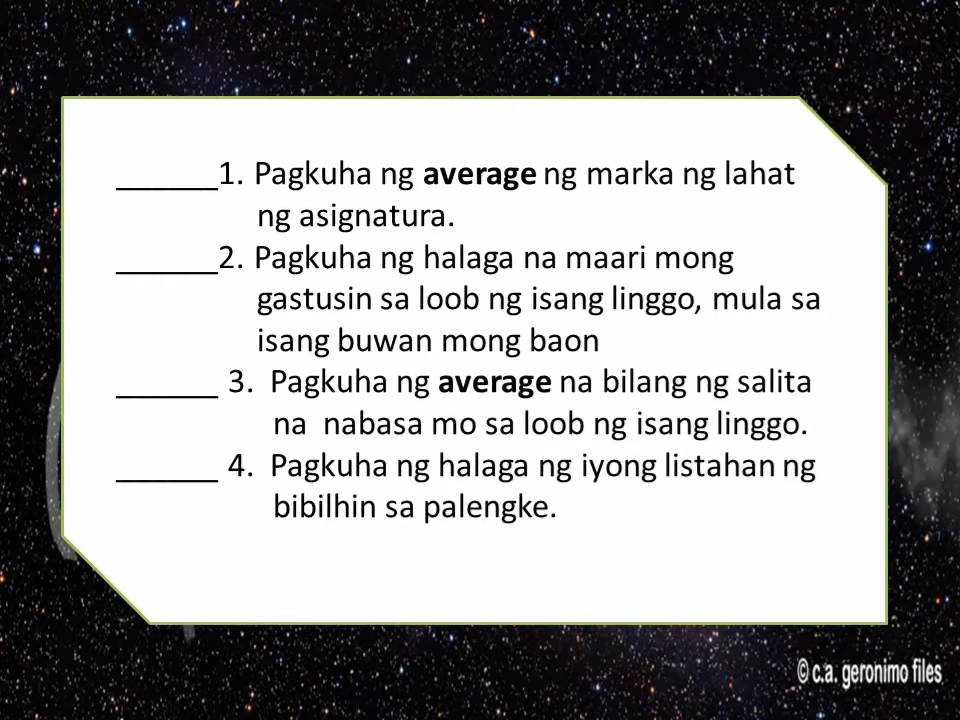 ______1. Pagkuha ng average ng marka ng lahat
ng asignatura.
______2. Pagkuha ng halaga na maari mong
gastusin sa loob ng isang linggo, mula sa
isang buwan mong baon
______ 3. Pagkuha ng average na bilang ng salita
na nabasa mo sa loob ng isang linggo.
______ 4. Pagkuha ng halaga ng iyong listahan ng
bibilhin sa palengke.
© c.a. geronimo files